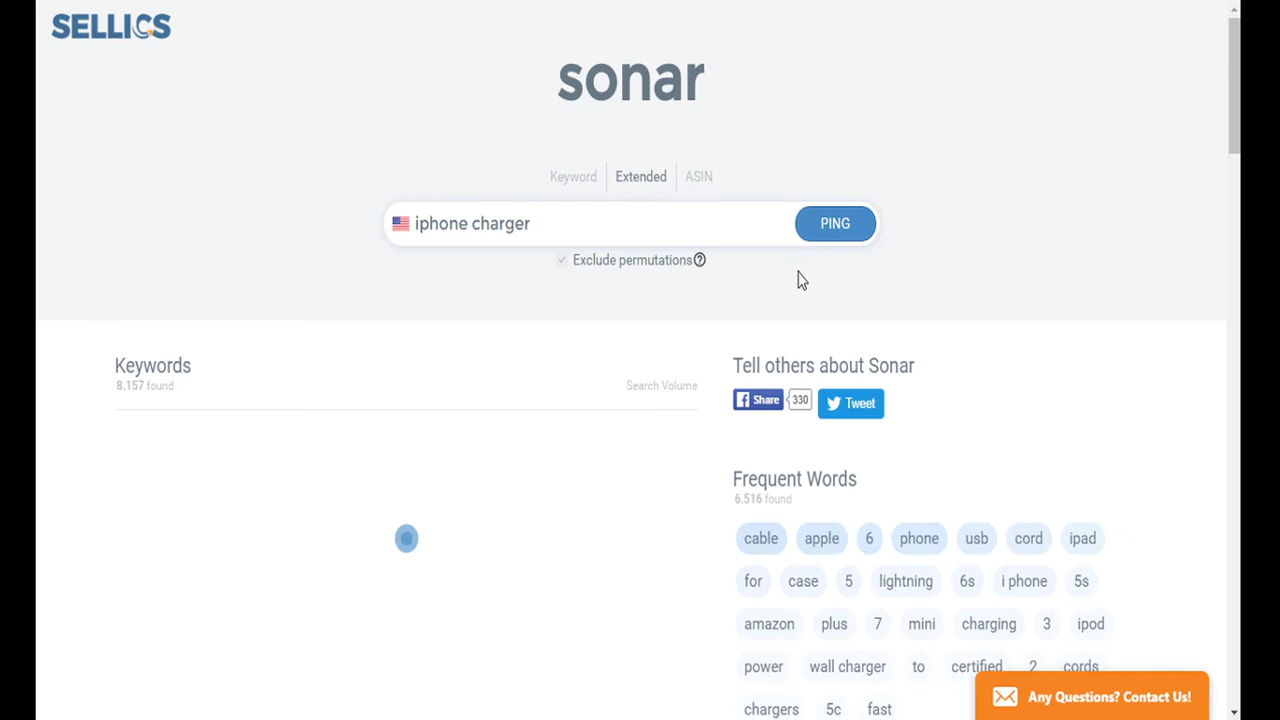 SELLICS
sonar
Keyword Extended ASIN
iphone charger PING
Exclude permutations?
Keywords
8.157 found
Search Volume
Tell others about Sonar
Share 330 Tweet
Frequent Words
6.516 found
cable apple 6 phone usb cord ipad
for case 5 lightning 6s i phone 5s
amazon plus 7 mini charging 3 ipod
power wall charger to certified 2 cords
chargers 5c fast
Any Questions? Contact Us!